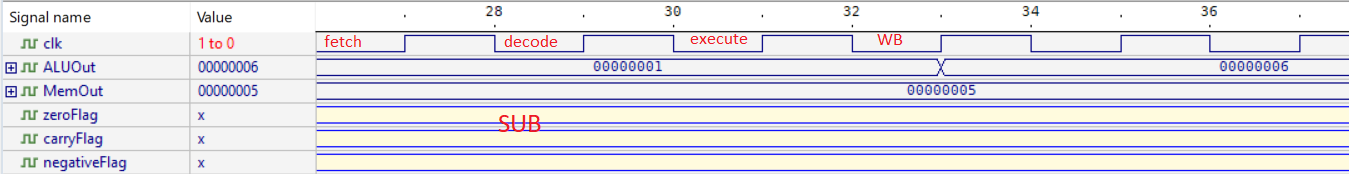 Signal name Value 28 30 32 34 36
clk 1 to 0 fetch decode execute WB
ALUOut 00000006 00000001 00000006
MemOut 00000005 00000005
zeroFlag x
SUB
carryFlag x
negativeFlag x